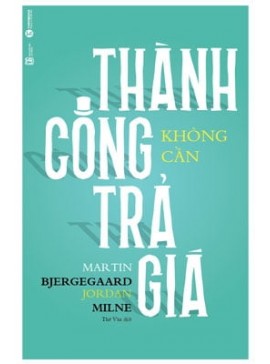 THÀNH
CÔNG
KHÔNG
CẦN
TRẢ
GIÁ
MARTIN
BJERGEGAARD
JORDAN
MILNE